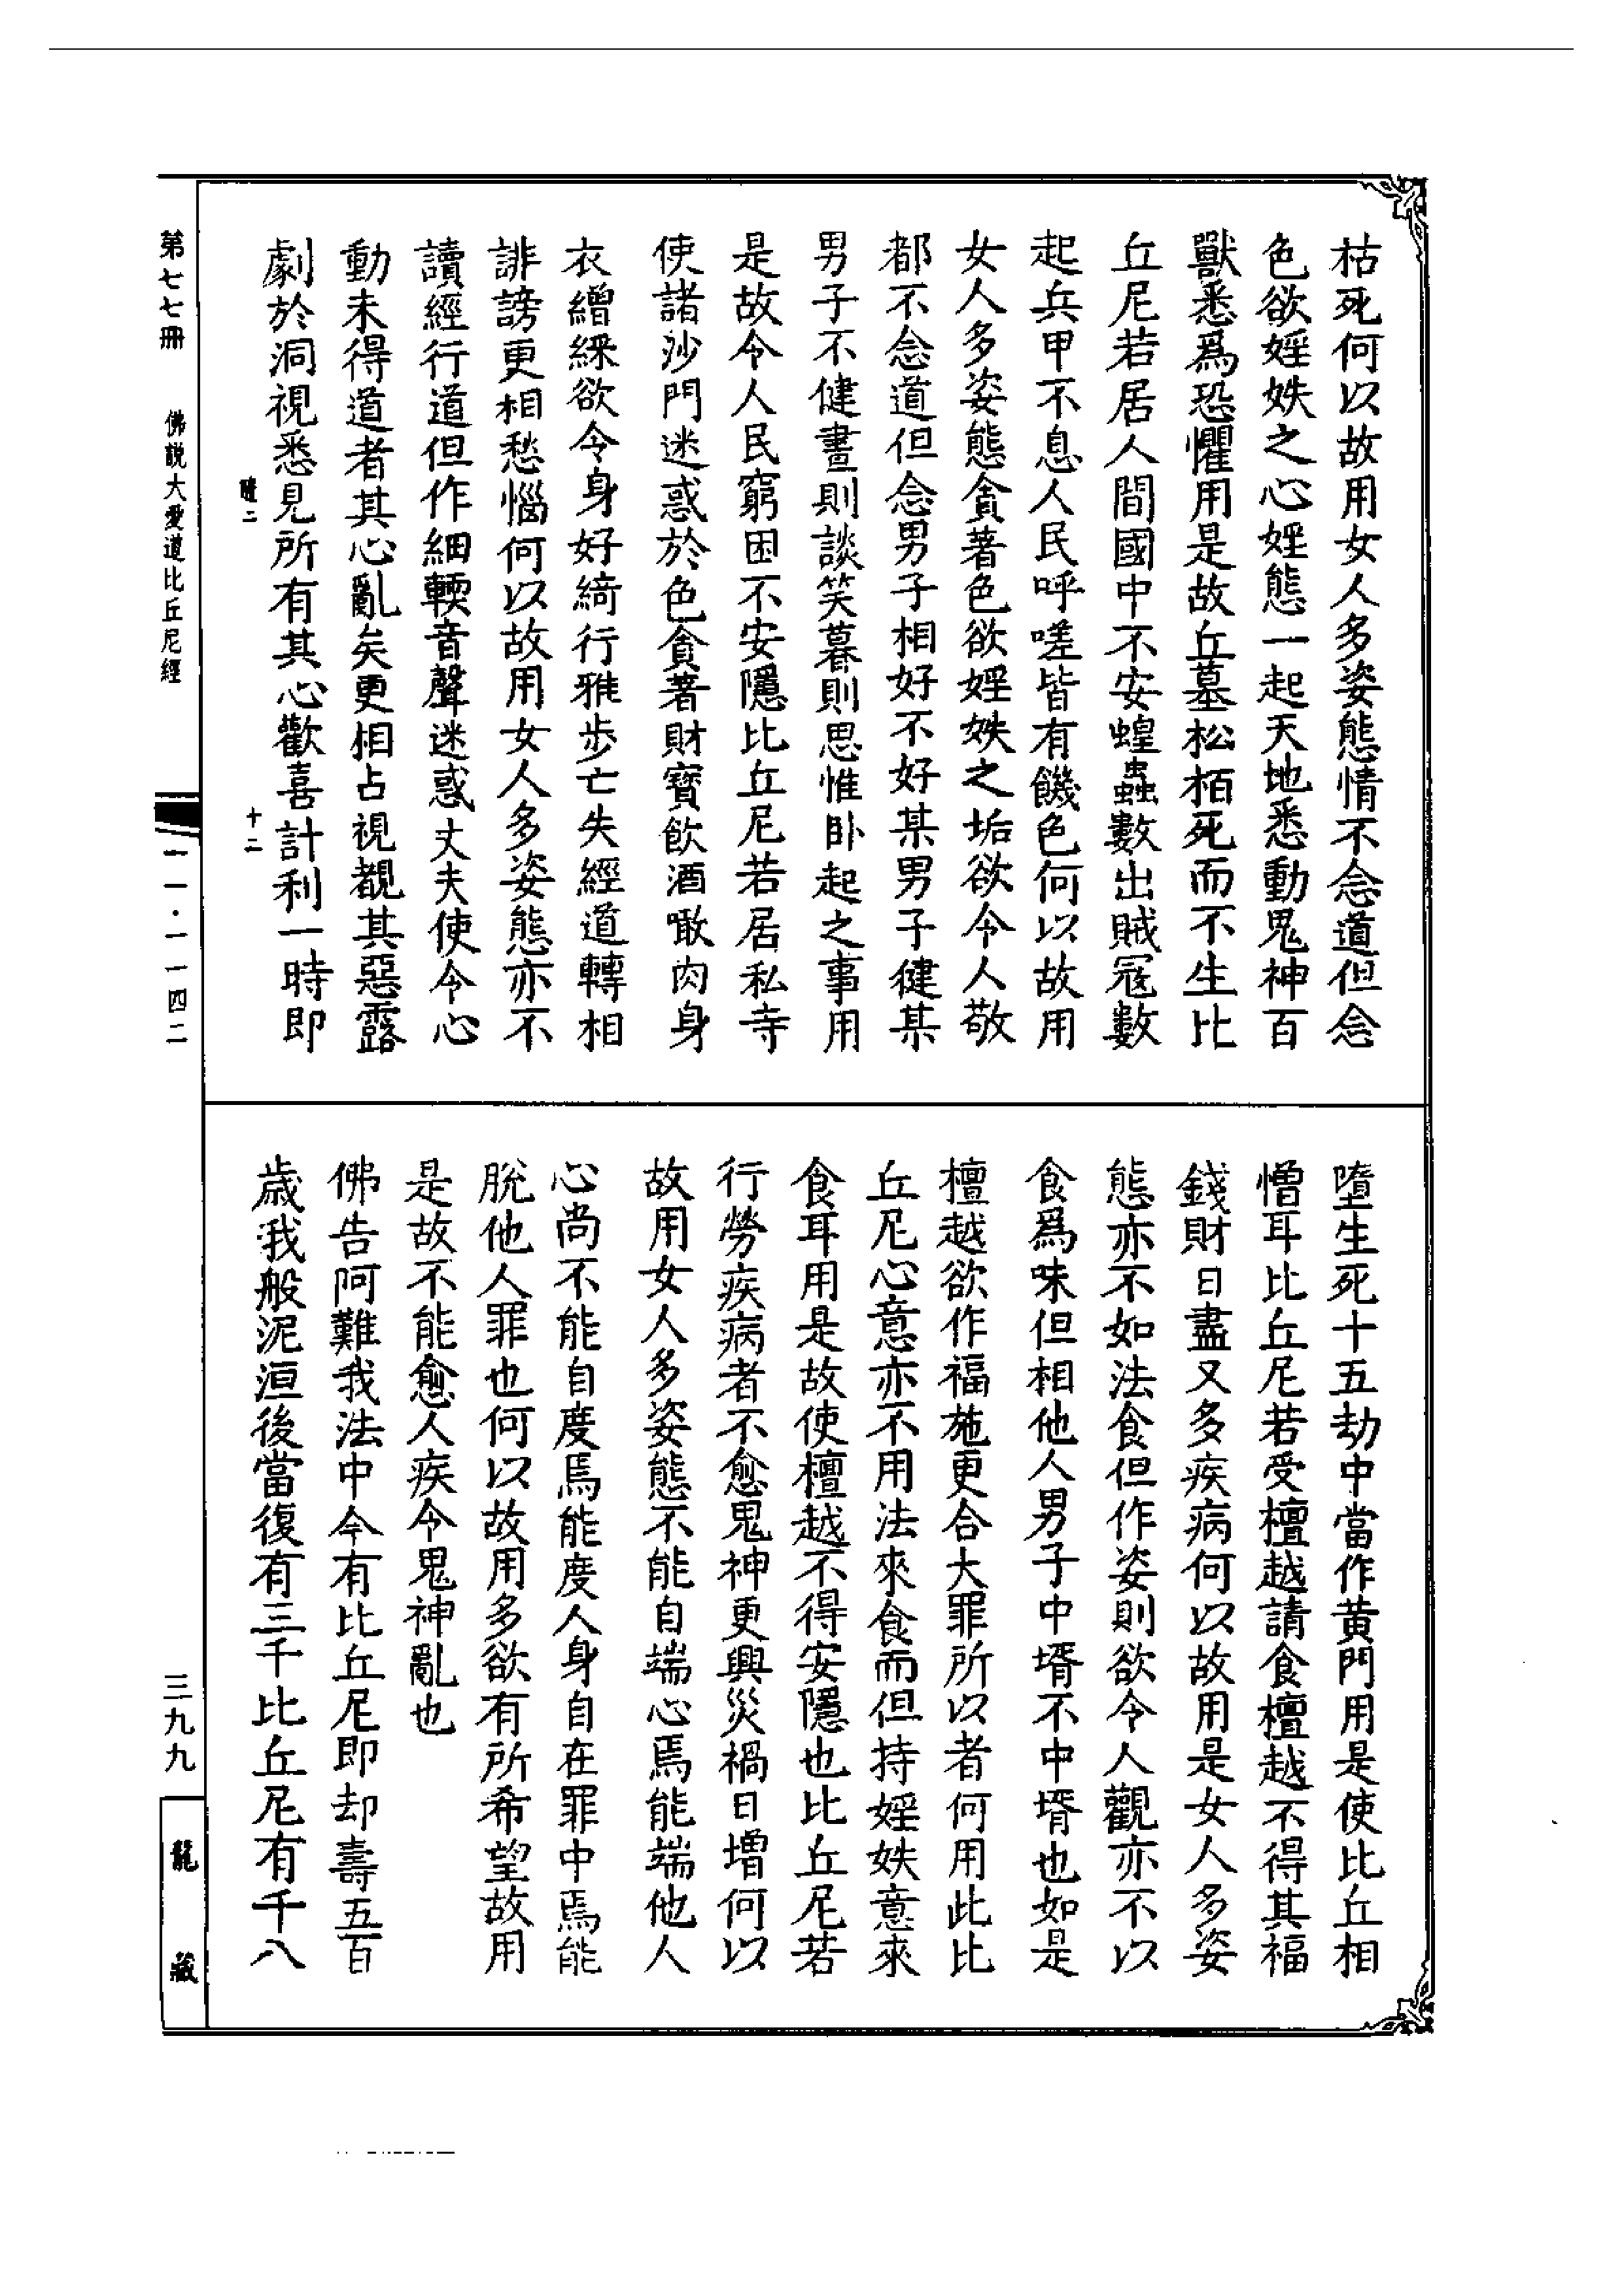 枯死何以故用女人多姿態情不念道但念
色欲婬妷之心婬態一起天地悉動鬼神百
獸悉爲恐懼用是故丘墓松栢死而不生比
丘尼若居人間國中不安蝗蟲數出賊寇數
起兵甲不息人民呼嗟皆有饑色何以故用
女人多姿態貪著色欲婬妷之垢欲令人敬
都不念道但念男子相好不好某男子健某
男子不健晝則談笑暮則思惟卧起之事用
是故令人民窮困不安隱比丘尼若居私寺
使諸沙門迷惑於色貪著財寶飲酒噉肉身
衣繒綵欲令身好綺行雅步亡失經道轉相
誹謗更相愁惱何以故用女人多姿態亦不
讀經行道但作細輭音聲迷惑丈夫使令心
動未得道者其心亂矣更相占視覩其惡露
劇於洞視悉見所有其心歡喜計利一時即
墮生死十五劫中當作黄門用是使比丘相
憎耳比丘尼若受檀越請食檀越不得其福
錢財日盡又多疾病何以故用是女人多姿
態亦不如法食但作姿則欲令人觀亦不以
食爲味但相他人男子中壻不中壻也如是
檀越欲作福施更合大罪所以者何用此比
丘尼心意亦不用法來食而但持婬妷意來
食耳用是故使檀越不得安隱也比丘尼若
行勞疾病者不愈鬼神更興災禍日增何以
故用女人多姿態不能自端心焉能端他人
心尚不能自度焉能度人身自在罪中焉能
脫他人罪也何以故用多欲有所希望故用
是故不能愈人疾今鬼神亂也
佛告阿難我法中今有比丘尼即却壽五百
歲我般泥洹後當復有三千比丘尼有千八
第七七冊
佛説大愛道比丘尼經
十二
一一·一一四二
三九九
龍藏